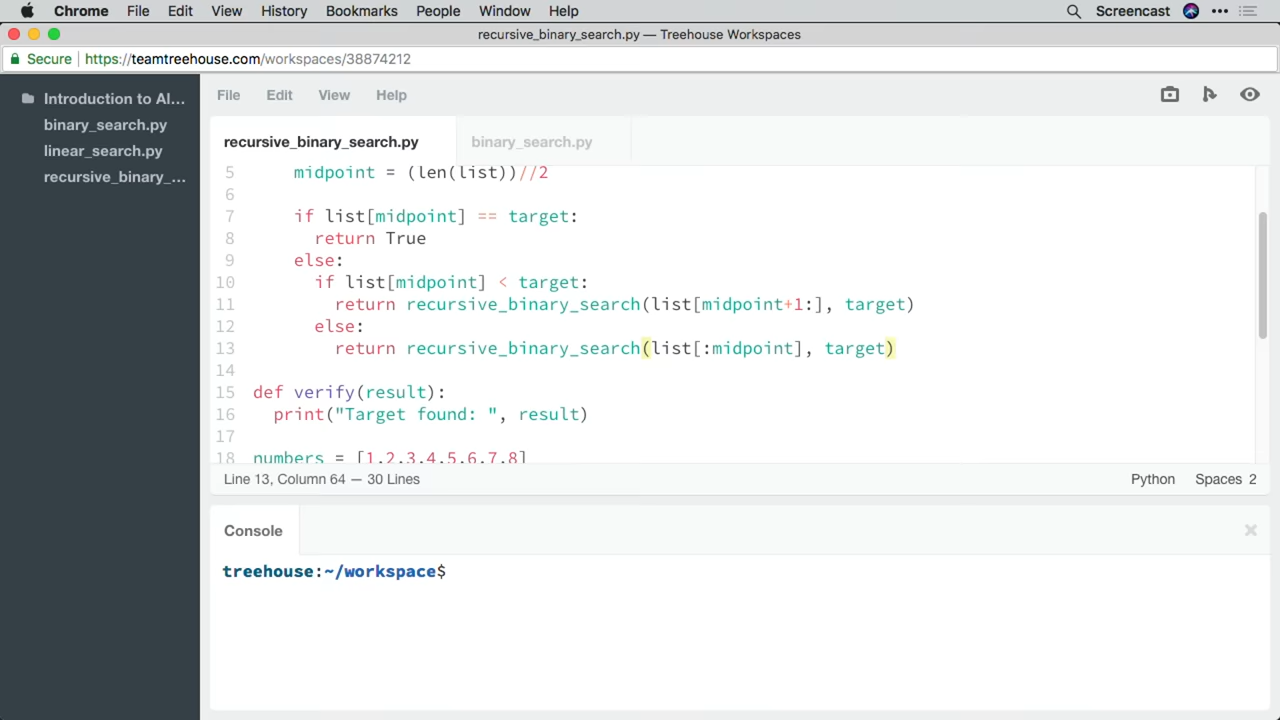 Chrome File Edit View History Bookmarks People Window Help Screencast
recursive_binary_search.py — Treehouse Workspaces
Secure https://teamtreehouse.com/workspaces/38874212
Introduction to Al...
binary_search.py
linear_search.py
recursive_binary_...
File Edit View Help
recursive_binary_search.py binary_search.py
5 midpoint = (len(list))//2
6
7 if list[midpoint] == target:
8 return True
9 else:
10 if list[midpoint] < target:
11 return recursive_binary_search(list[midpoint+1:], target)
12 else:
13 return recursive_binary_search(list[:midpoint], target)
14
15 def verify(result):
16 print("Target found: ", result)
17
18 numbers = [1,2,3,4,5,6,7,8]
Line 13, Column 64 — 30 Lines Python Spaces 2
Console
treehouse:~/workspace$